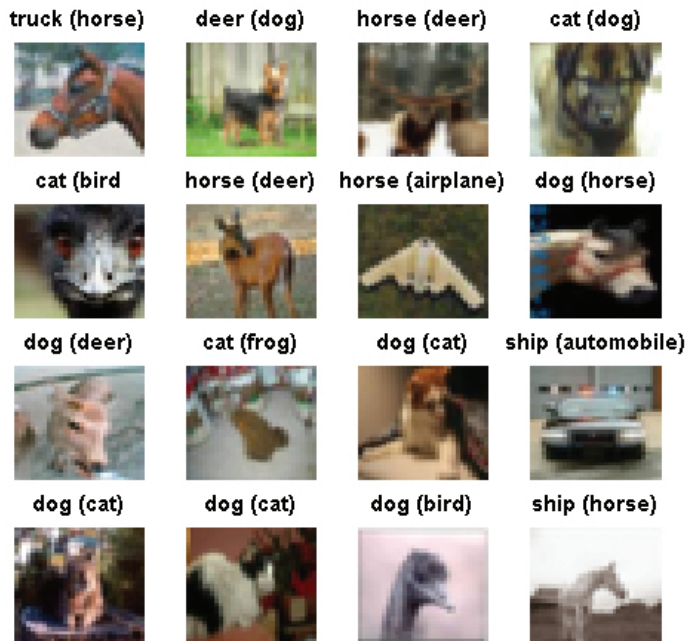 truck (horse) deer (dog) horse (deer) cat (dog)
cat (bird horse (deer) horse (airplane) dog (horse)
dog (deer) cat (frog) dog (cat) ship (automobile)
dog (cat) dog (cat) dog (bird) ship (horse)